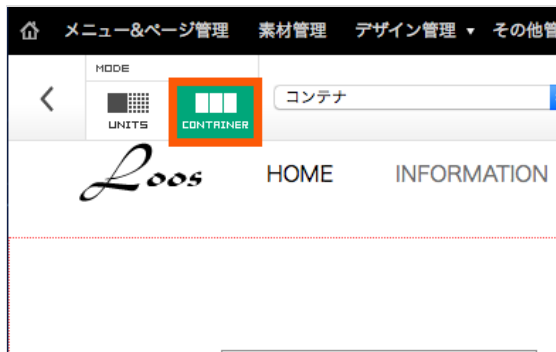 メニュー&ページ管理 素材管理 デザイン管理 ▼ その他管
MODE
UNITS CONTAINER コンテナ
Loos HOME INFORMATION